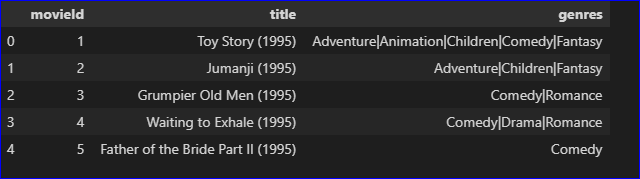 movieId title genres
0 1 Toy Story (1995) Adventure|Animation|Children|Comedy|Fantasy
1 2 Jumanji (1995) Adventure|Children|Fantasy
2 3 Grumpier Old Men (1995) Comedy|Romance
3 4 Waiting to Exhale (1995) Comedy|Drama|Romance
4 5 Father of the Bride Part II (1995) Comedy